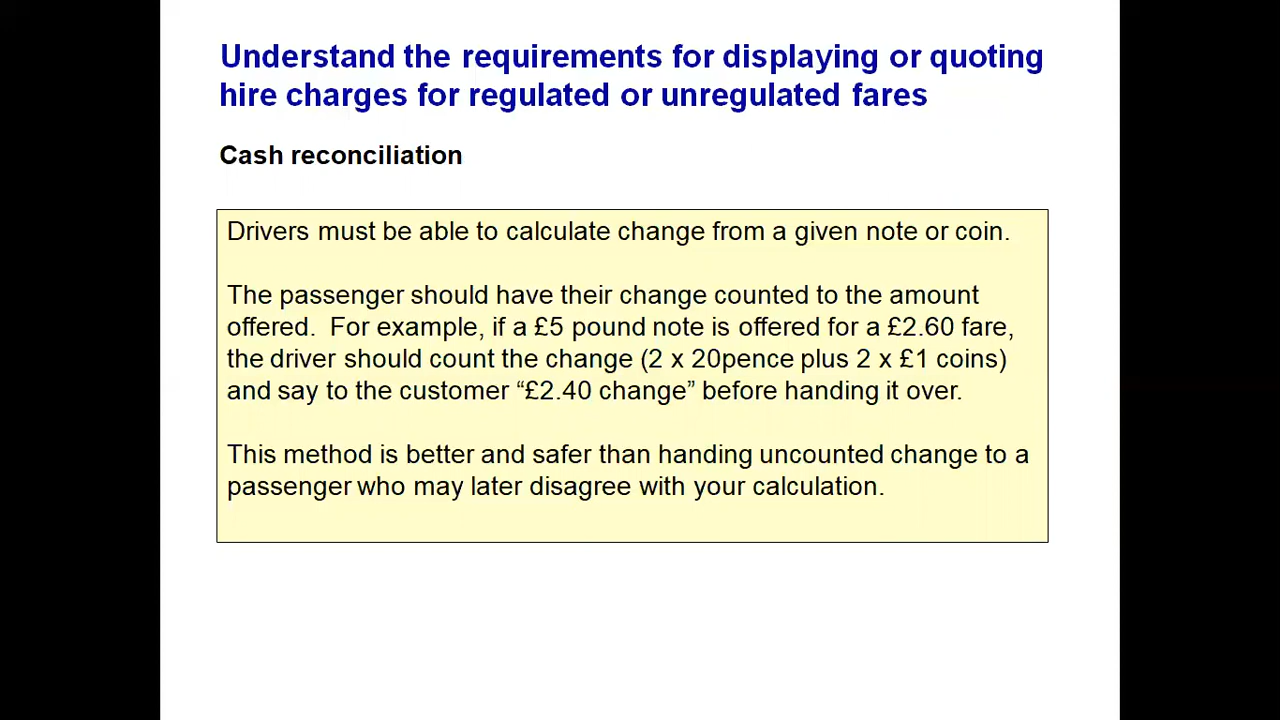 Understand the requirements for displaying or quoting
hire charges for regulated or unregulated fares
Cash reconciliation
Drivers must be able to calculate change from a given note or coin.
The passenger should have their change counted to the amount
offered.  For example, if a £5 pound note is offered for a £2.60 fare,
the driver should count the change (2 x 20pence plus 2 x £1 coins)
and say to the customer “£2.40 change” before handing it over.
This method is better and safer than handing uncounted change to a
passenger who may later disagree with your calculation.